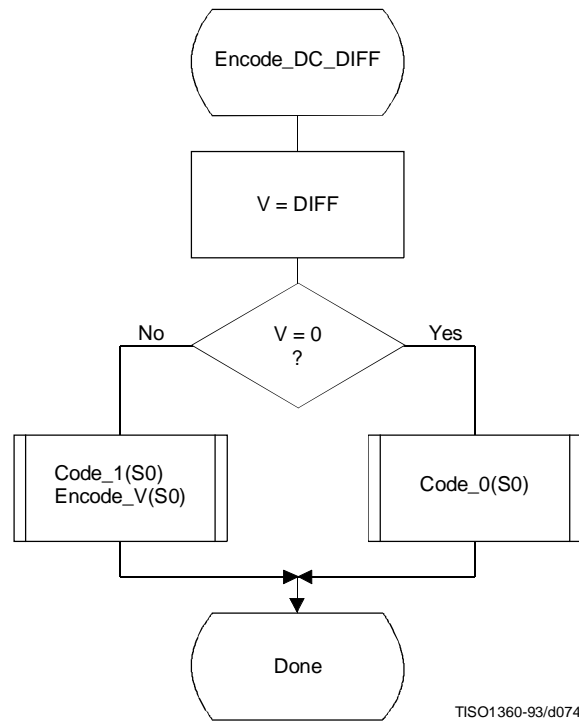 Encode_DC_DIFF
V = DIFF
No
V = 0
?
Yes
Code_1(S0)
Encode_V(S0)
Code_0(S0)
Done
TISO1360-93/d074